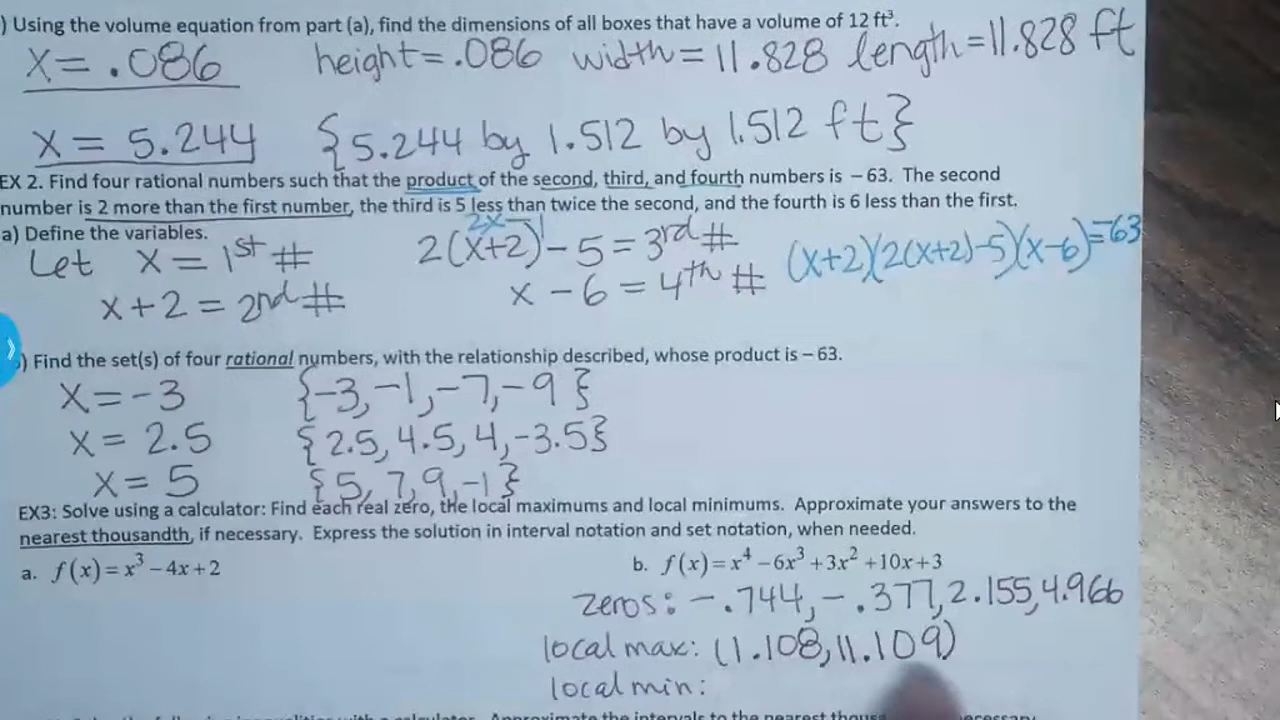 ) Using the volume equation from part (a), find the dimensions of all boxes that have a volume of 12 ft³.
x = .086 height = .086 width = 11.828 length = 11.828 ft
x = 5.244 {5.244 by 1.512 by 1.512 ft}
EX 2. Find four rational numbers such that the product of the second, third, and fourth numbers is – 63. The second
number is 2 more than the first number, the third is 5 less than twice the second, and the fourth is 6 less than the first.
2x – 1
a) Define the variables.
Let x = 1st # 2(x+2) – 5 = 3rd # (x+2)(2(x+2)-5)(x-6)=-63
x + 2 = 2nd # x – 6 = 4th #
) Find the set(s) of four rational numbers, with the relationship described, whose product is – 63.
x = -3 {-3, -1, -7, -9}
x = 2.5 {2.5, 4.5, 4, -3.5}
x = 5 {5, 7, 9, -1}
EX3: Solve using a calculator: Find each real zero, the local maximums and local minimums. Approximate your answers to the
nearest thousandth, if necessary. Express the solution in interval notation and set notation, when needed.
a. f(x) = x³ – 4x + 2 b. f(x) = x⁴ – 6x³ + 3x² + 10x + 3
zeros: -.744, -.377, 2.155, 4.966
local max: (1.108, 11.109)
local min:
Approximate the intervals to the nearest